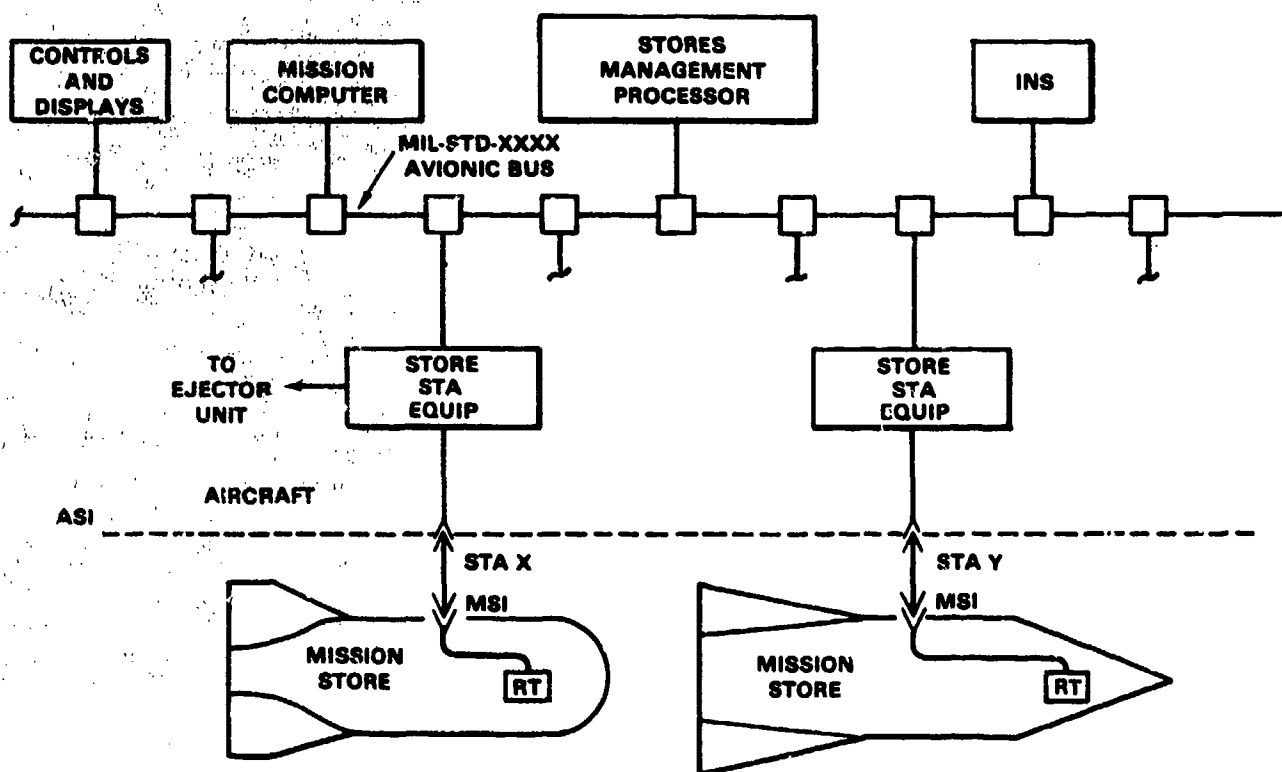 CONTROLS
AND
DISPLAYS
MISSION
COMPUTER
STORES
MANAGEMENT
PROCESSOR
INS
MIL-STD-XXXX
AVIONIC BUS
TO
EJECTOR
UNIT
STORE
STA
EQUIP
STORE
STA
EQUIP
AIRCRAFT
ASI
STA X
STA Y
MSI
MSI
MISSION
STORE
RT
MISSION
STORE
RT